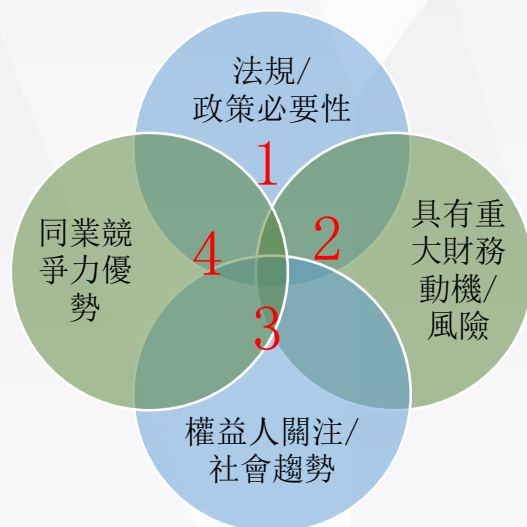 法規/
政策必要性
1
同業競
爭力優
勢
4
2
具有重
大財務
動機/
風險
3
權益人關注/
社會趨勢